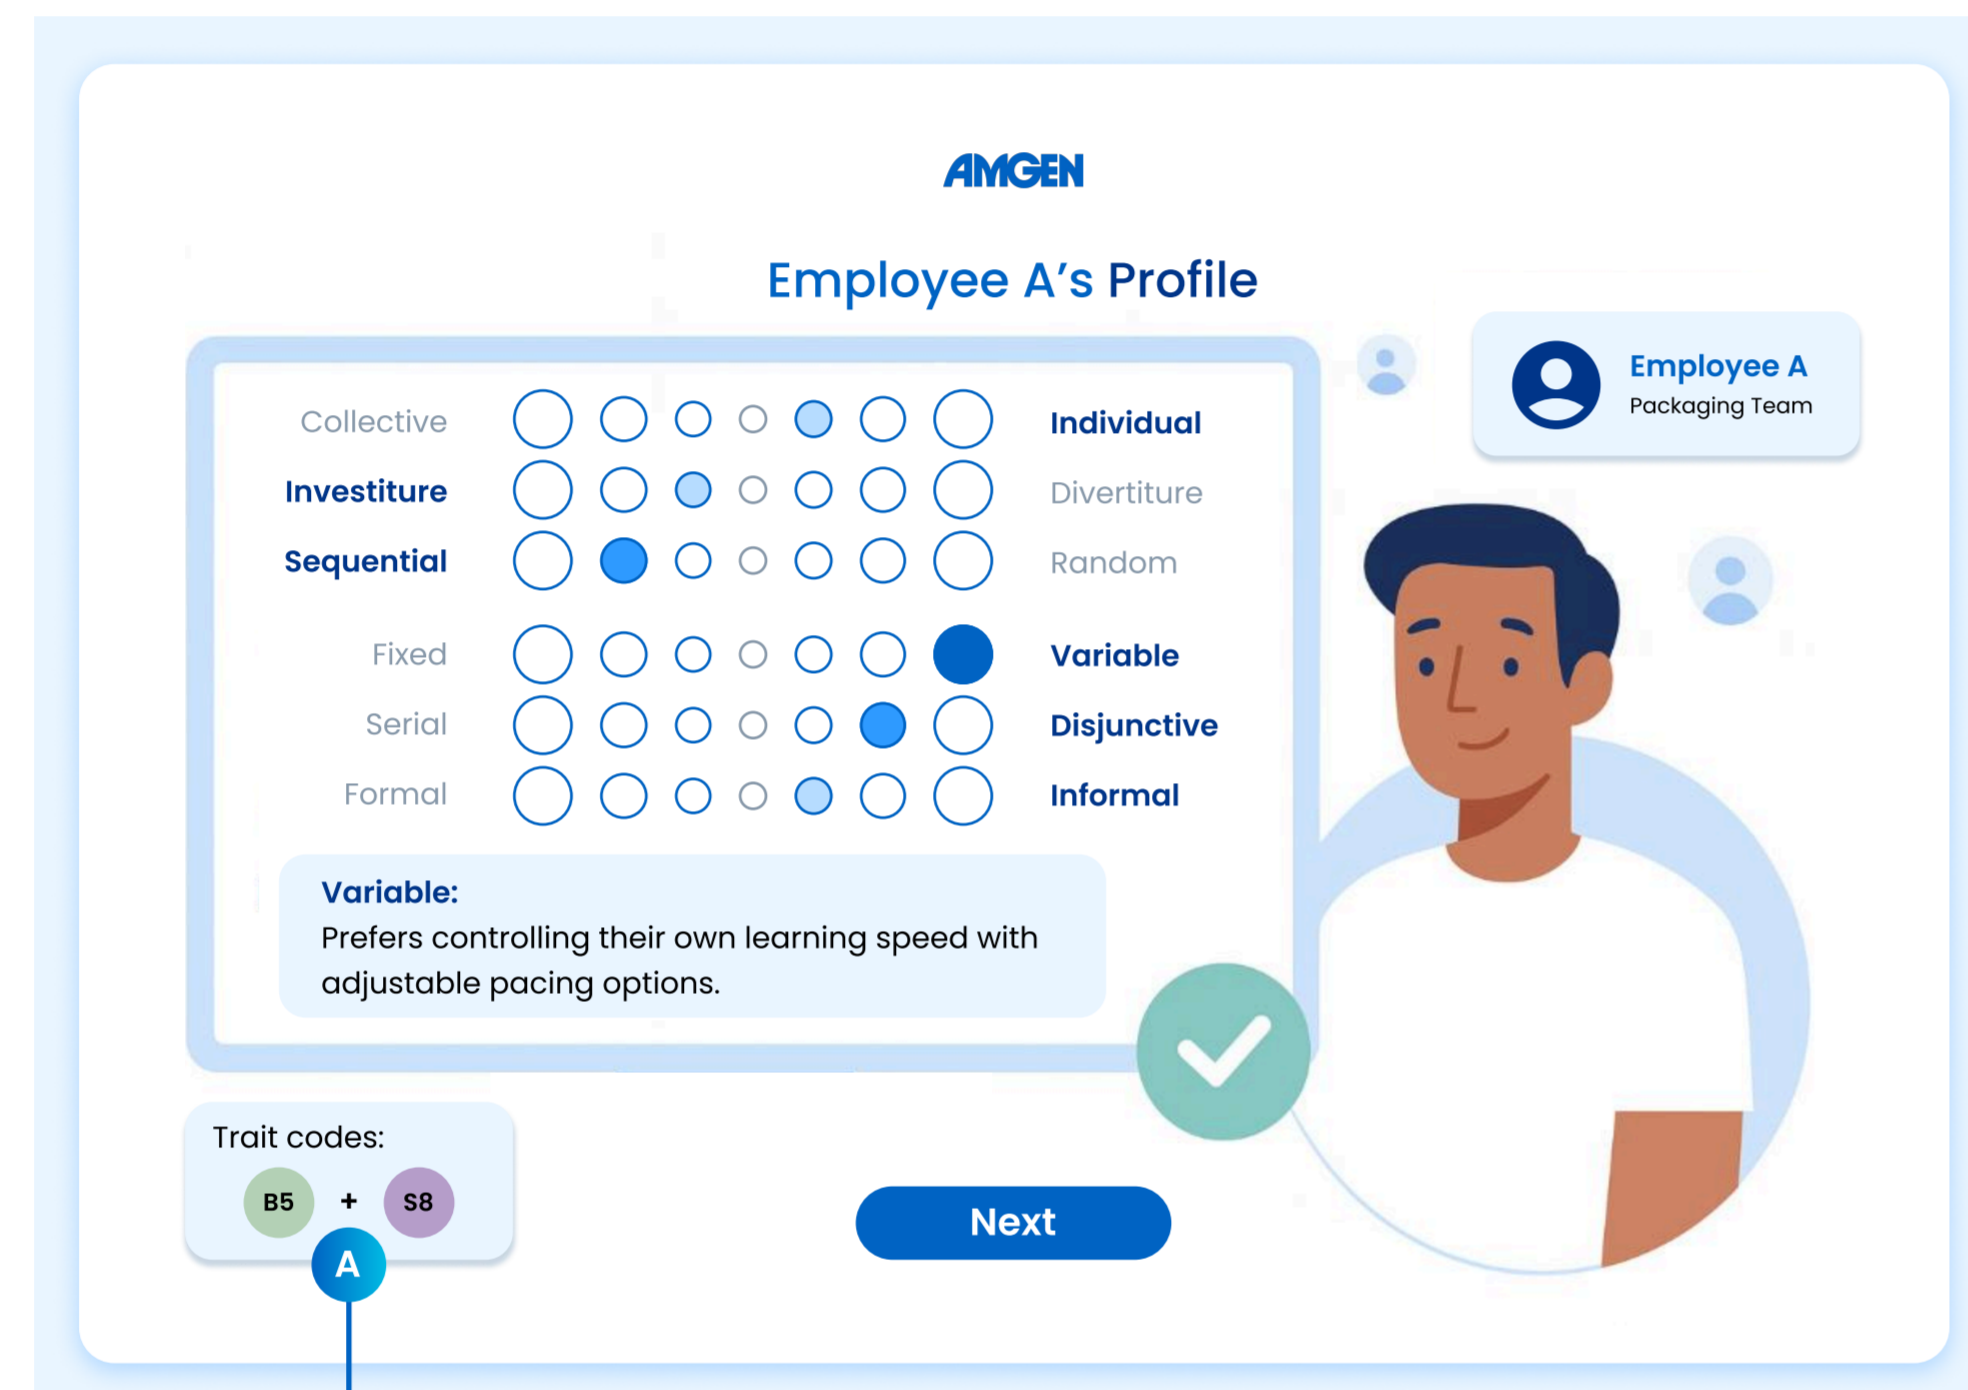 AMGEN
Employee A’s Profile
Employee A
Packaging Team
Collective Individual
Investiture Divertiture
Sequential Random
Fixed Variable
Serial Disjunctive
Formal Informal
Variable:
Prefers controlling their own learning speed with
adjustable pacing options.
Trait codes:
B5 + S8
A
Next